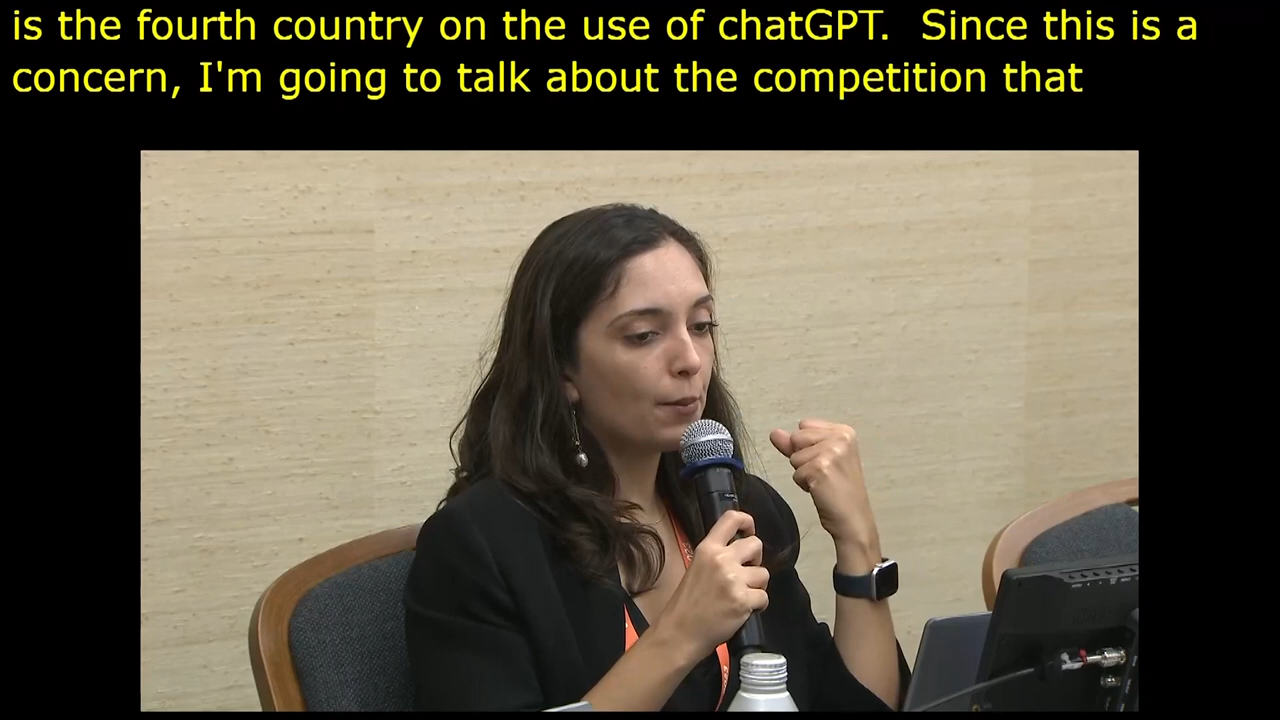 is the fourth country on the use of chatGPT.  Since this is a
concern, I'm going to talk about the competition that